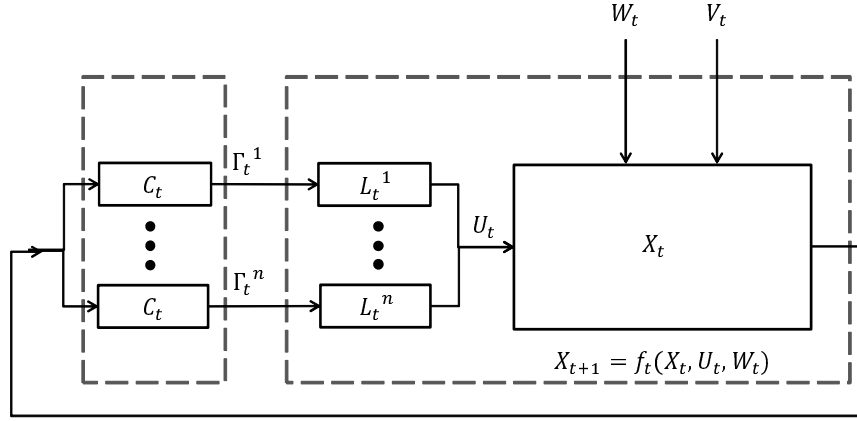 W_t V_t
C_t Γ_t^1 L_t^1
U_t
X_t
C_t Γ_t^n L_t^n
X_{t+1} = f_t(X_t, U_t, W_t)